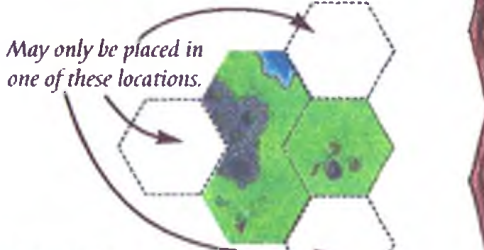 May only be placed in
one of these locations.